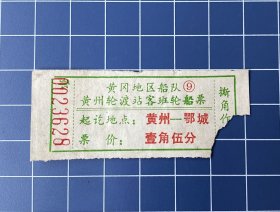 0023628
黄冈地区船队⑨
黄州轮渡站客班轮船票
起讫地点：黄州—鄂城
票价：壹角伍分
撕角作